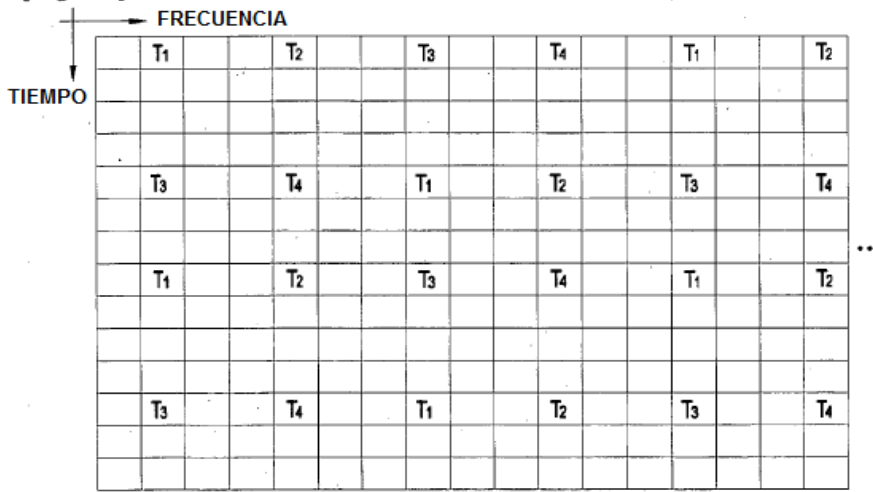 FRECUENCIA
TIEMPO
T1 T2 T3 T4 T1 T2
T3 T4 T1 T2 T3 T4
..
T1 T2 T3 T4 T1 T2
T3 T4 T1 T2 T3 T4